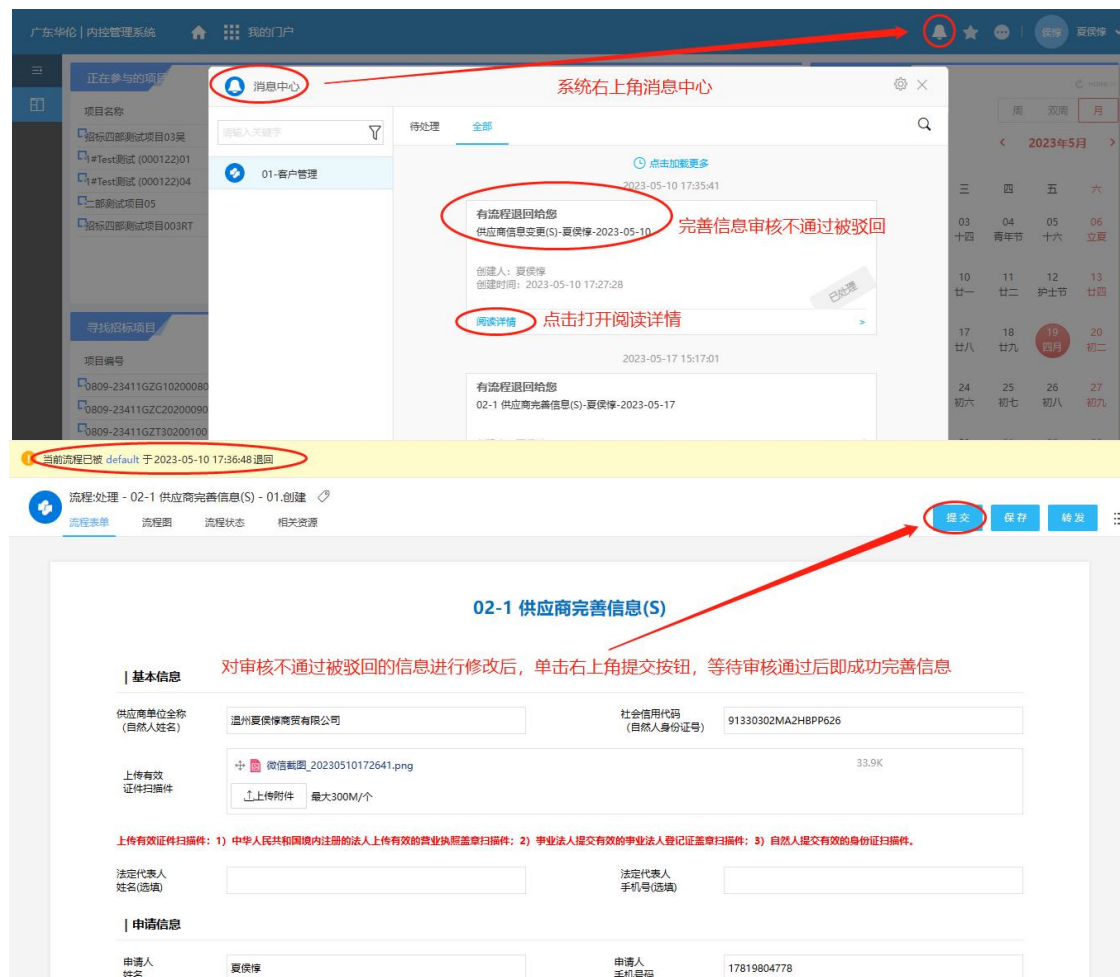 广东华伦 | 内控管理系统 我的门户 侯惇 夏侯惇
正在参与的项目
项目名称
招标四部测试项目03吴
1#Test测试 (000122)01
1#Test测试 (000122)04
二部测试项目05
招标四部测试项目003RT
寻找招标项目
项目编号
0809-23411GZG10200080
0809-23411GZC20200090
0809-23411GZT30200100
消息中心 系统右上角消息中心
请输入关键字
01-客户管理
待处理 全部
点击加载更多
2023-05-10 17:35:41
有流程退回给您
供应商信息变更(S)-夏侯惇-2023-05-10
完善信息审核不通过被驳回
创建人：夏侯惇
创建时间：2023-05-10 17:27:28
已处理
阅读详情 点击打开阅读详情 >
2023-05-17 15:17:01
有流程退回给您
02-1 供应商完善信息(S)-夏侯惇-2023-05-17
周 双周 月
< 2023年5月 >
三 四 五 六
03 04 05 06
十四 青年节 十六 立夏
10 11 12 13
廿一 廿二 护士节 廿四
17 18 19 20
廿八 廿九 四月 初二
24 25 26 27
初六 初七 初八 初九
当前流程已被 default 于 2023-05-10 17:36:48 退回
流程:处理 - 02-1 供应商完善信息(S) - 01.创建
流程表单 流程图 流程状态 相关资源
提交 保存 转发
02-1 供应商完善信息(S)
对审核不通过被驳回的信息进行修改后，单击右上角提交按钮，等待审核通过后即成功完善信息
| 基本信息
供应商单位全称
（自然人姓名）
温州夏侯惇商贸有限公司
社会信用代码
（自然人身份证号）
91330302MA2HBPP626
上传有效
证件扫描件
微信截图_20230510172641.png 33.9K
上传附件 最大300M/个
上传有效证件扫描件：1）中华人民共和国境内注册的法人上传有效的营业执照盖章扫描件；2）事业法人提交有效的事业法人登记证盖章扫描件；3）自然人提交有效的身份证扫描件。
法定代表人
姓名(选填)
法定代表人
手机号(选填)
| 申请信息
申请人
姓名
夏侯惇
申请人
手机号码
17819804778